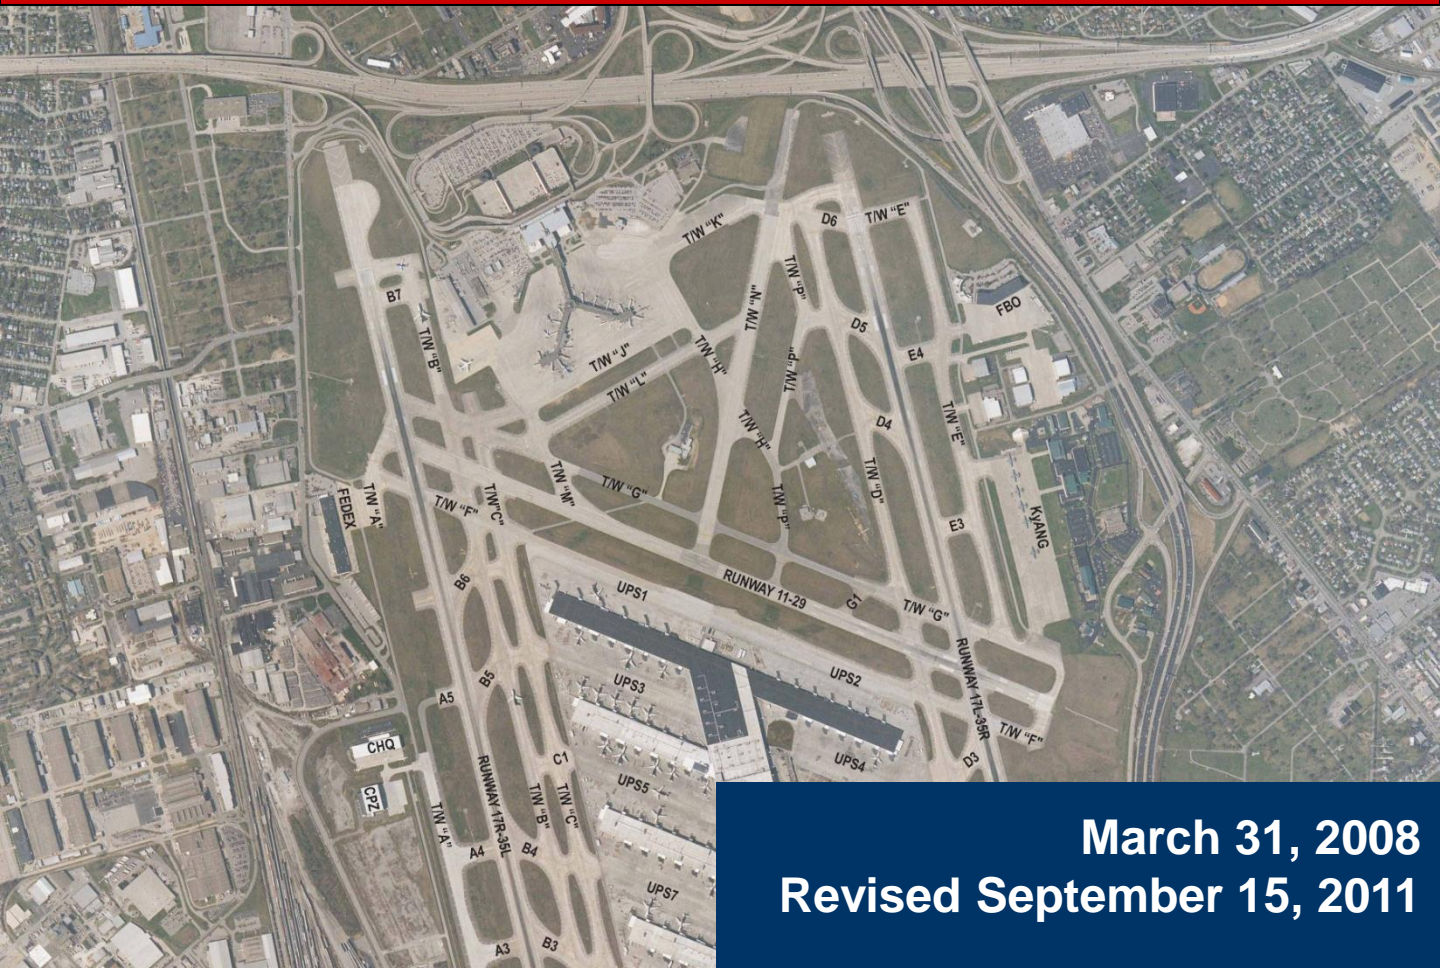 T/W “K”
D6
T/W “E”
B7
T/W “N”
T/W “P”
FBO
T/W “B”
T/W “J”
T/W “L”
T/W “H”
T/W “P”
D5
E4
T/W “H”
D4
T/W “E”
FEDEX
T/W “A”
T/W “F”
T/W“C”
T/W “M”
T/W “G”
T/W “P”
T/W “D”
E3
KyANG
B6
UPS1
RUNWAY 11-29
G1
T/W “G”
A5
B5
UPS3
UPS2
RUNWAY 17L-35R
T/W “F”
CHQ
CPZ
T/W “A”
RUNWAY 17R-35L
C1
T/W “B”
T/W “C”
UPS5
UPS4
D3
A4
B4
UPS7
A3
B3
March 31, 2008
Revised September 15, 2011